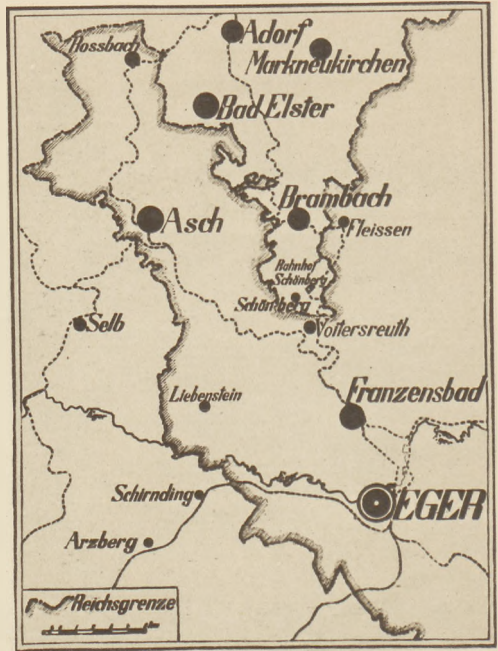 Rossbach
Adorf
Markneukirchen
Bad Elster
Brambach
Asch
Fleissen
Bahnhof
Schönberg
Schönberg
Selb
Voitersreuth
Liebenstein
Franzensbad
Eger
Schirnding
EGER
Arzberg
Reichsgrenze